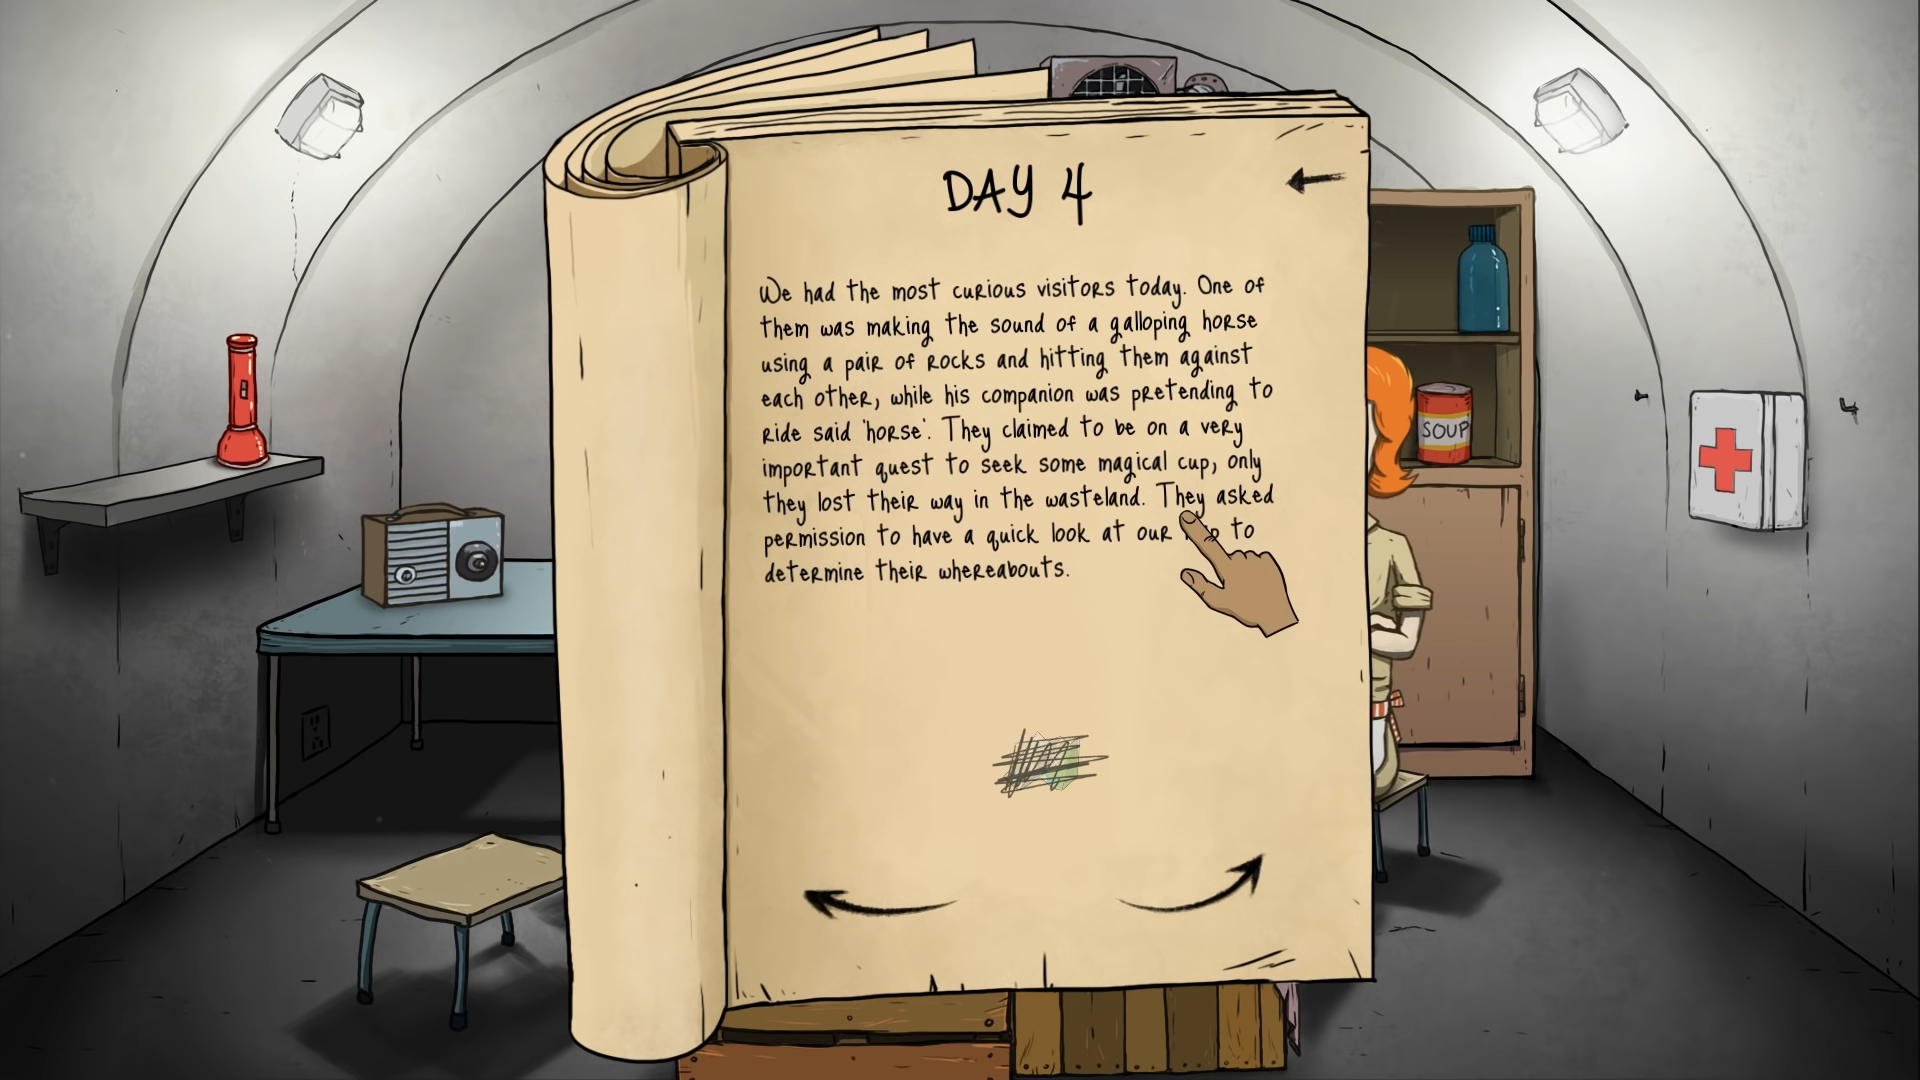 DAY 4
We had the most curious visitors today. One of
them was making the sound of a galloping horse
using a pair of rocks and hitting them against
each other, while his companion was pretending to
ride said 'horse'. They claimed to be on a very
important quest to seek some magical cup, only
they lost their way in the wasteland. They asked
permission to have a quick look at our to
determine their whereabouts.
SOUP